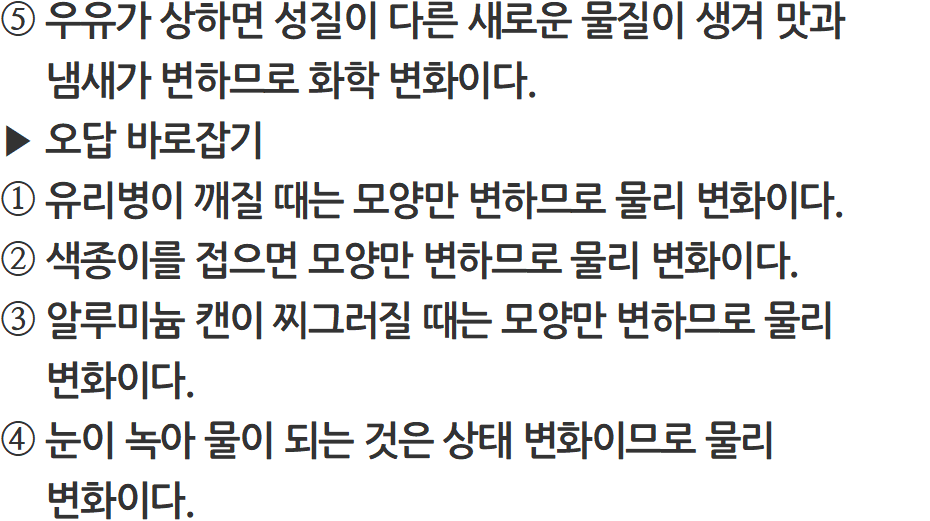 ⑤ 우유가 상하면 성질이 다른 새로운 물질이 생겨 맛과
냄새가 변하므로 화학 변화이다.
▶ 오답 바로잡기
① 유리병이 깨질 때는 모양만 변하므로 물리 변화이다.
② 색종이를 접으면 모양만 변하므로 물리 변화이다.
③ 알루미늄 캔이 찌그러질 때는 모양만 변하므로 물리
변화이다.
④ 눈이 녹아 물이 되는 것은 상태 변화이므로 물리
변화이다.